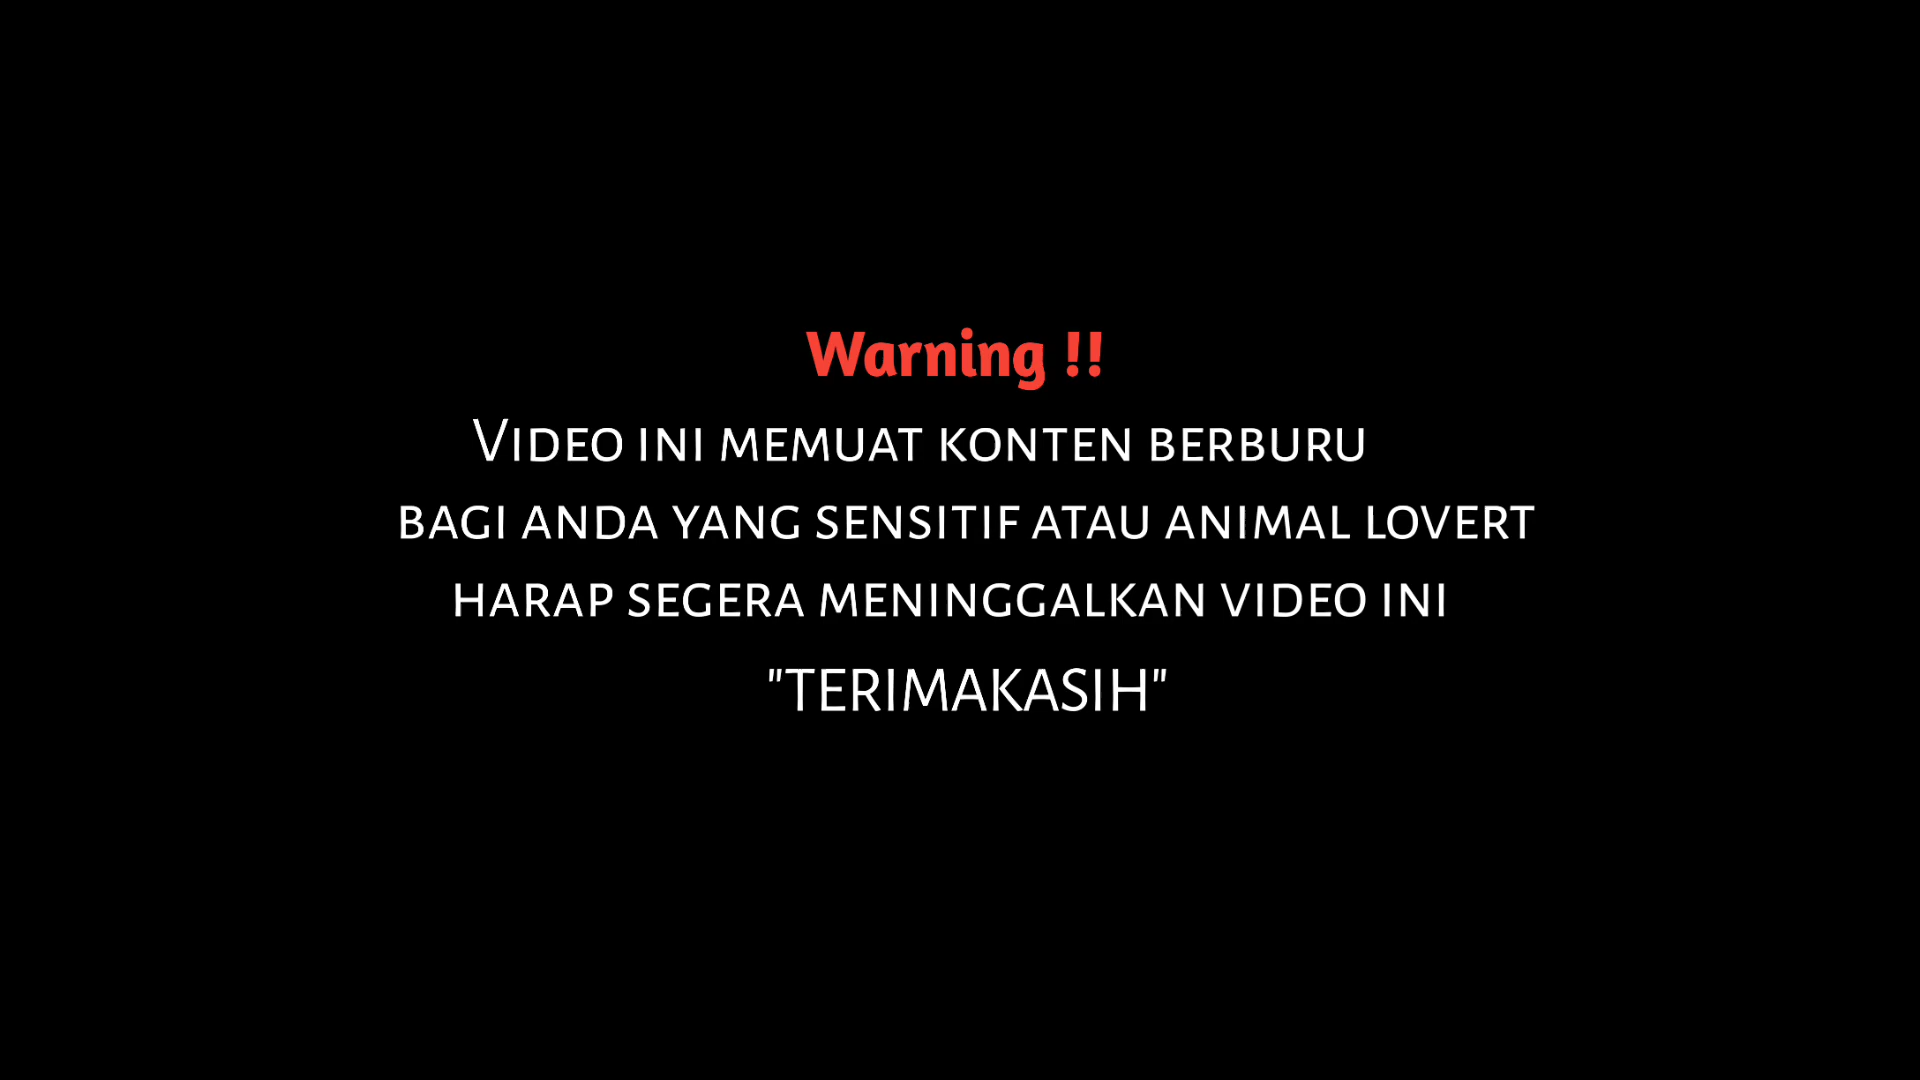 Warning !!
Video ini memuat konten berburu
bagi anda yang sensitif atau animal lovert
harap segera meninggalkan video ini
"TERIMAKASIH"